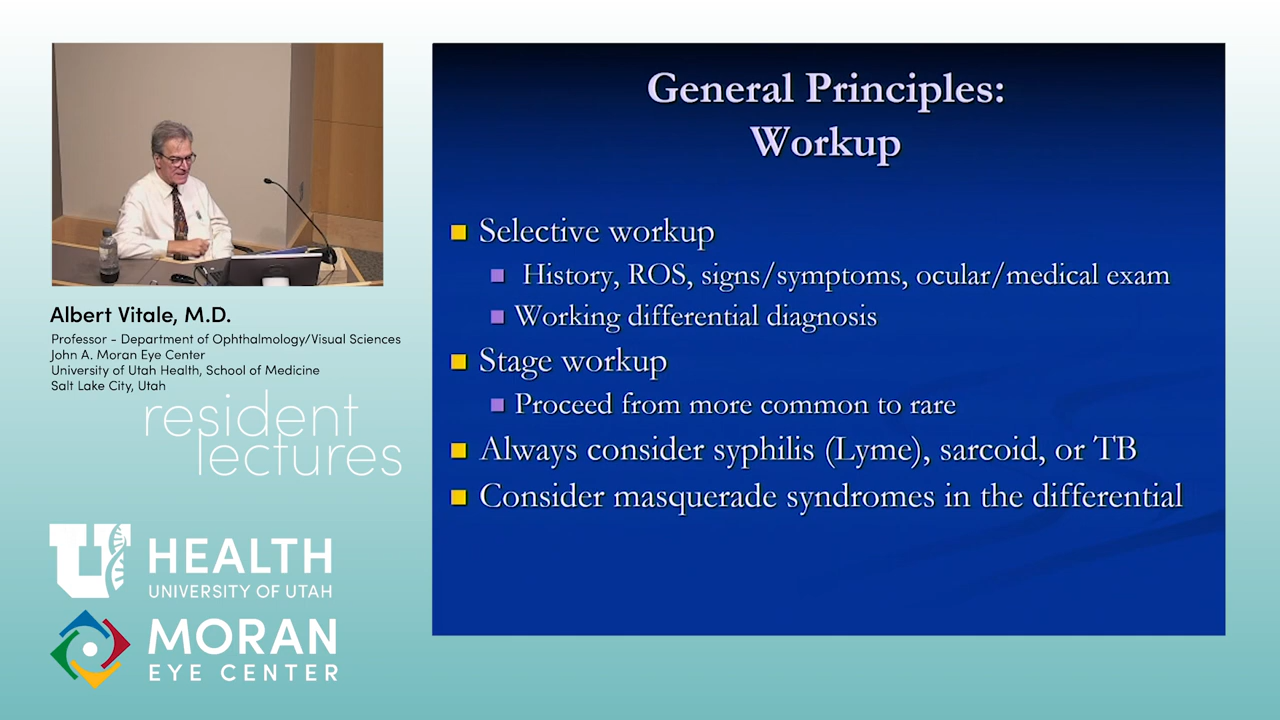 General Principles:
Workup
Selective workup
History, ROS, signs/symptoms, ocular/medical exam
Working differential diagnosis
Stage workup
Proceed from more common to rare
Always consider syphilis (Lyme), sarcoid, or TB
Consider masquerade syndromes in the differential
Albert Vitale, M.D.
Professor - Department of Ophthalmology/Visual Sciences
John A. Moran Eye Center
University of Utah Health, School of Medicine
Salt Lake City, Utah
resident
lectures
U HEALTH
UNIVERSITY OF UTAH
MORAN
EYE CENTER